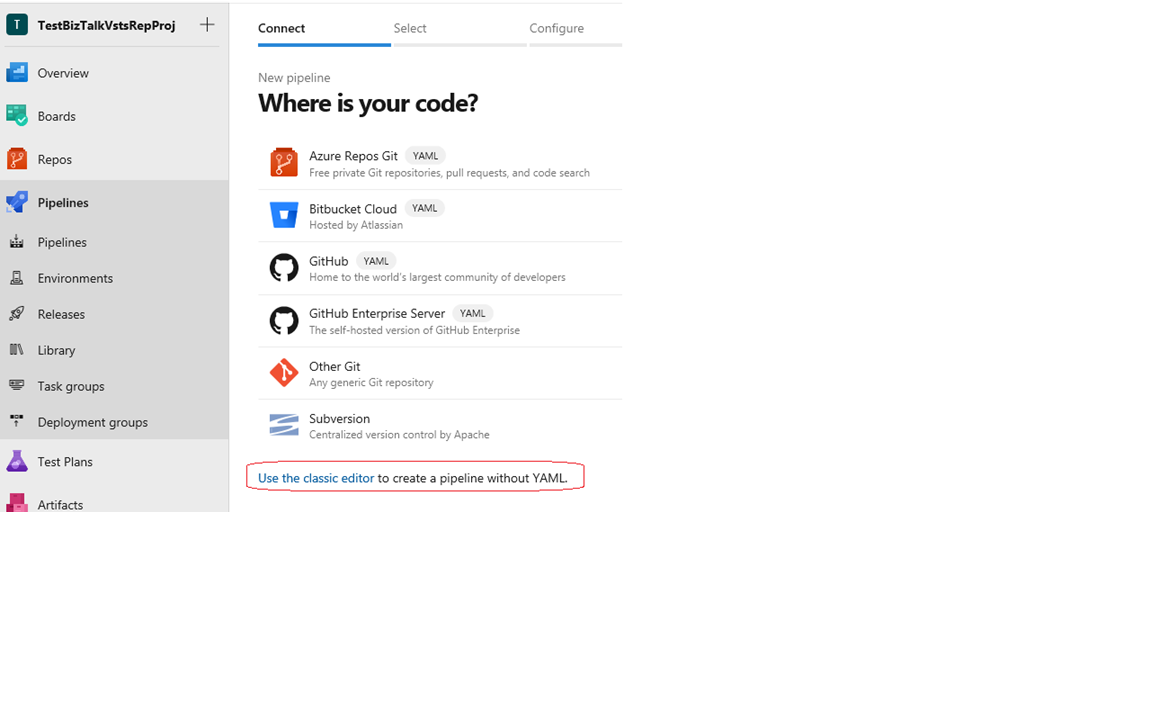 T TestBizTalkVstsRepProj
Overview
Boards
Repos
Pipelines
Pipelines
Environments
Releases
Library
Task groups
Deployment groups
Test Plans
Artifacts
Connect Select Configure
New pipeline
Where is your code?
Azure Repos Git YAML
Free private Git repositories, pull requests, and code search
Bitbucket Cloud YAML
Hosted by Atlassian
GitHub YAML
Home to the world's largest community of developers
GitHub Enterprise Server YAML
The self-hosted version of GitHub Enterprise
Other Git
Any generic Git repository
Subversion
Centralized version control by Apache
Use the classic editor to create a pipeline without YAML.